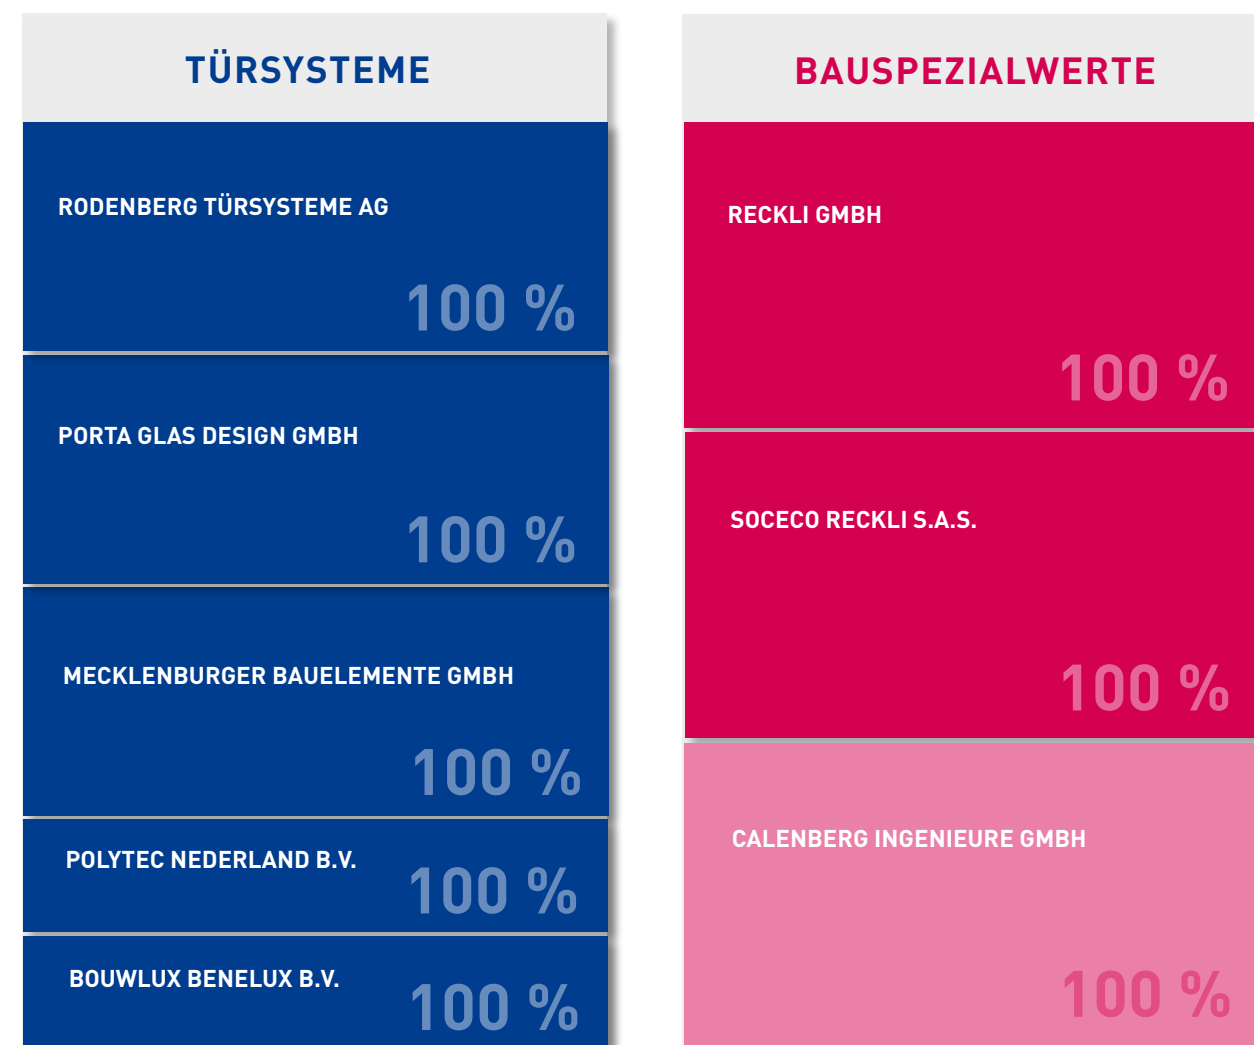 TÜRSYSTEME
RODENBERG TÜRSYSTEME AG
100 %
PORTA GLAS DESIGN GMBH
100 %
MECKLENBURGER BAUELEMENTE GMBH
100 %
POLYTEC NEDERLAND B.V.
100 %
BOUWLUX BENELUX B.V.
100 %
BAUSPEZIALWERTE
RECKLI GMBH
100 %
SOCECO RECKLI S.A.S.
100 %
CALENBERG INGENIEURE GMBH
100 %